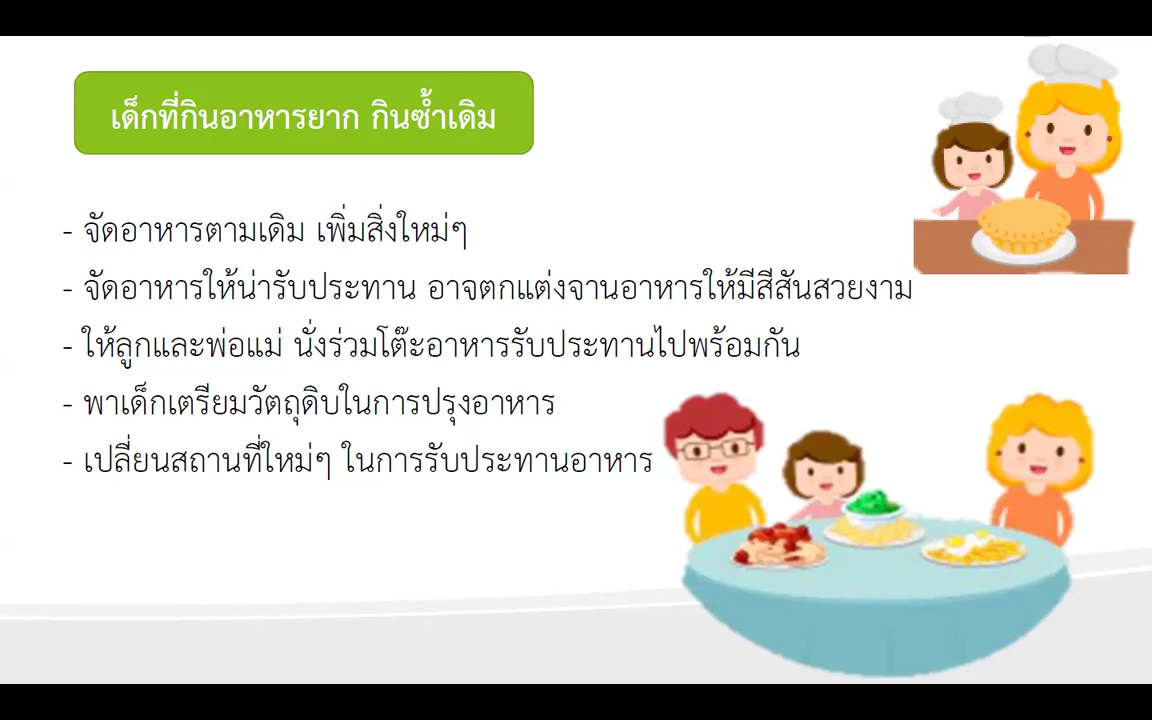 เด็กที่กินอาหารยาก กินซ้ำเดิม
- จัดอาหารตามเดิม เพิ่มสิ่งใหม่ๆ
- จัดอาหารให้น่ารับประทาน อาจตกแต่งจานอาหารให้มีสีสันสวยงาม
- ให้ลูกและพ่อแม่ นั่งร่วมโต๊ะอาหารรับประทานไปพร้อมกัน
- พาเด็กเตรียมวัตถุดิบในการปรุงอาหาร
- เปลี่ยนสถานที่ใหม่ๆ ในการรับประทานอาหาร